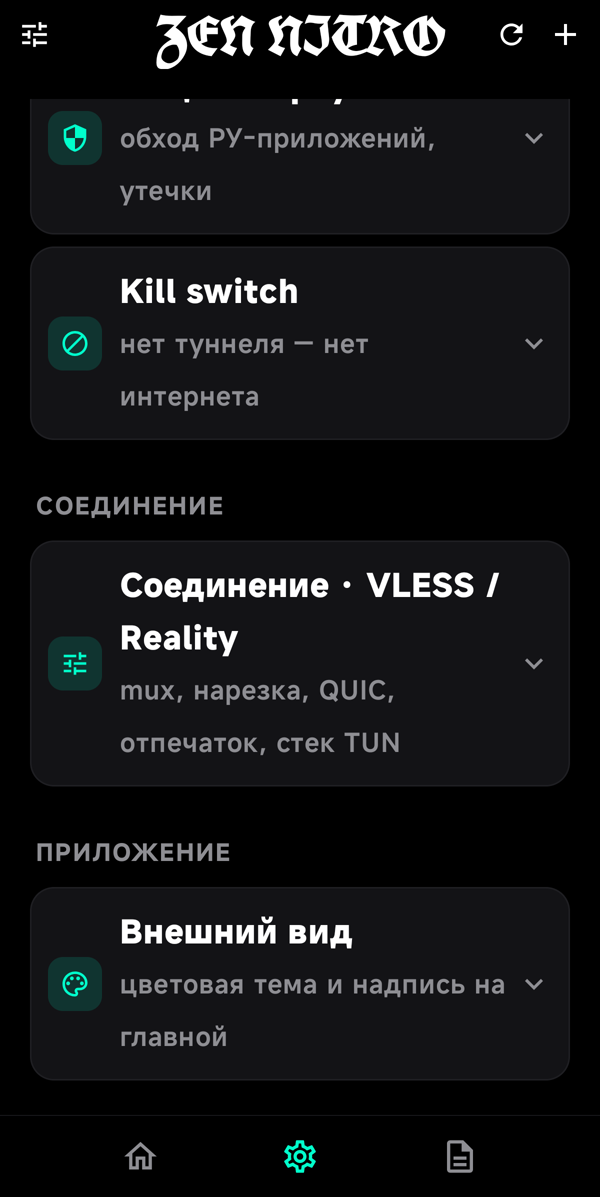 ZEN NITRO
обход РУ-приложений,
утечки
Kill switch
нет туннеля — нет
интернета
СОЕДИНЕНИЕ
Соединение · VLESS /
Reality
mux, нарезка, QUIC,
отпечаток, стек TUN
ПРИЛОЖЕНИЕ
Внешний вид
цветовая тема и надпись на
главной